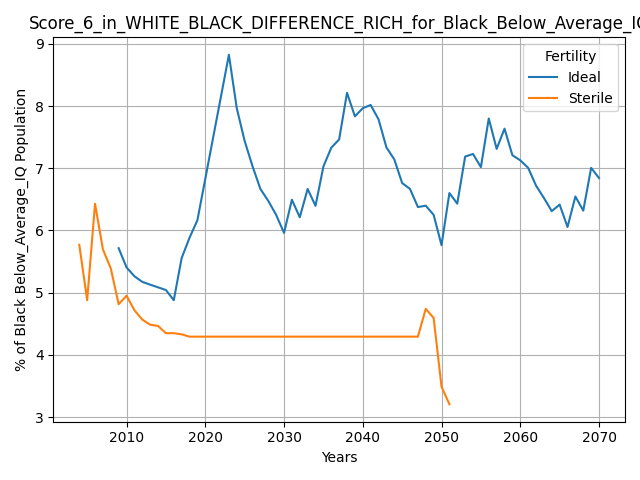 Score_6_in_WHITE_BLACK_DIFFERENCE_RICH_for_Black_Below_Average_IQ
Fertility
Ideal
Sterile
% of Black Below_Average_IQ Population
9
8
7
6
5
4
3
2010 2020 2030 2040 2050 2060 2070
Years